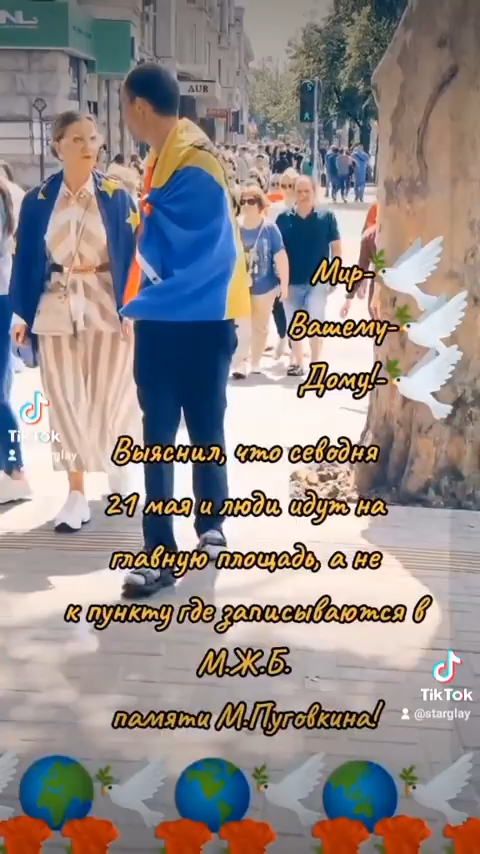 NL
AUR
Мир-
Вашему-
Дому!-
TikTok
Выяснил, что севодня
21 мая и люди идут на
главную площадь, а не
к пункту где записываются в
М.Ж.Б.
памяти М.Пуговкина!
TikTok
@starglay